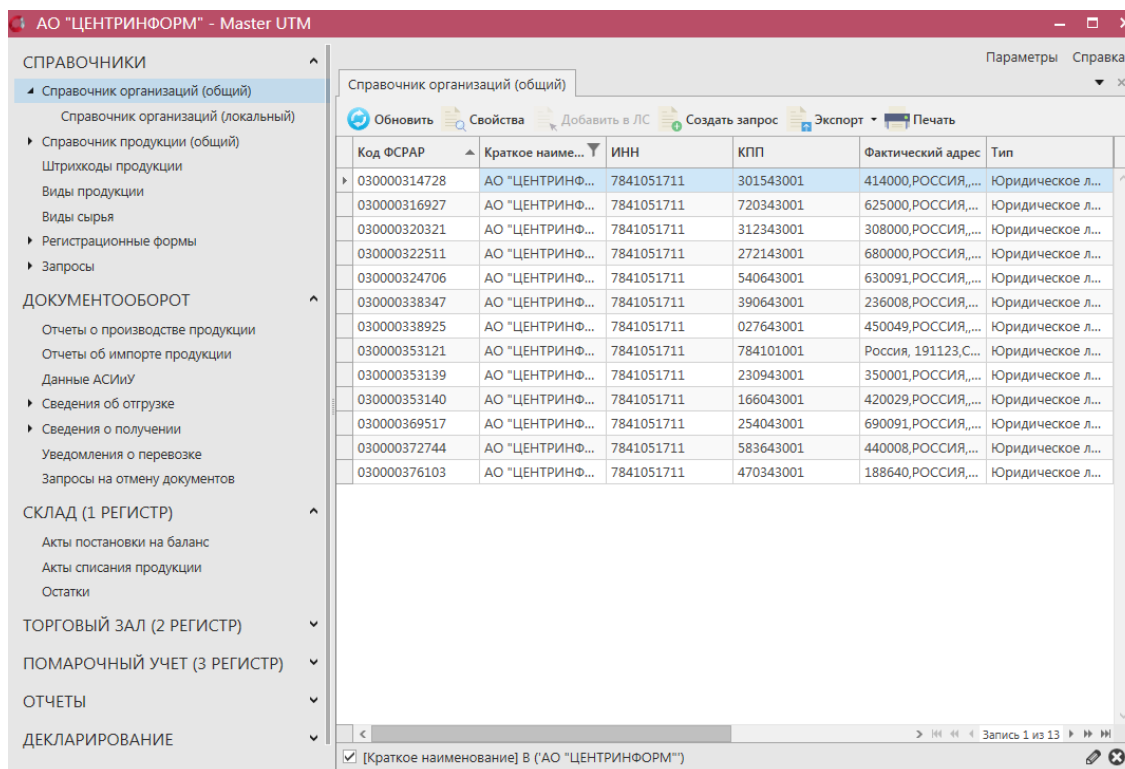 АО "ЦЕНТРИНФОРМ" - Master UTM
Параметры Справка
СПРАВОЧНИКИ
Справочник организаций (общий)
Справочник организаций (локальный)
Справочник продукции (общий)
Штрихкоды продукции
Виды продукции
Виды сырья
Регистрационные формы
Запросы
ДОКУМЕНТООБОРОТ
Отчеты о производстве продукции
Отчеты об импорте продукции
Данные АСИиУ
Сведения об отгрузке
Сведения о получении
Уведомления о перевозке
Запросы на отмену документов
СКЛАД (1 РЕГИСТР)
Акты постановки на баланс
Акты списания продукции
Остатки
ТОРГОВЫЙ ЗАЛ (2 РЕГИСТР)
ПОМАРОЧНЫЙ УЧЕТ (3 РЕГИСТР)
ОТЧЕТЫ
ДЕКЛАРИРОВАНИЕ
Справочник организаций (общий)
Обновить Свойства Добавить в ЛС Создать запрос Экспорт Печать
Код ФСРАР Краткое наиме... ИНН КПП Фактический адрес Тип
030000314728 АО "ЦЕНТРИНФ... 7841051711 301543001 414000,РОССИЯ,,... Юридическое л...
030000316927 АО "ЦЕНТРИНФ... 7841051711 720343001 625000,РОССИЯ,... Юридическое л...
030000320321 АО "ЦЕНТРИНФ... 7841051711 312343001 308000,РОССИЯ,,... Юридическое л...
030000322511 АО "ЦЕНТРИНФ... 7841051711 272143001 680000,РОССИЯ,,... Юридическое л...
030000324706 АО "ЦЕНТРИНФ... 7841051711 540643001 630091,РОССИЯ,,... Юридическое л...
030000338347 АО "ЦЕНТРИНФ... 7841051711 390643001 236008,РОССИЯ,,... Юридическое л...
030000338925 АО "ЦЕНТРИНФ... 7841051711 027643001 450049,РОССИЯ,,... Юридическое л...
030000353121 АО "ЦЕНТРИНФ... 7841051711 784101001 Россия, 191123,С... Юридическое л...
030000353139 АО "ЦЕНТРИНФ... 7841051711 230943001 350001,РОССИЯ,,... Юридическое л...
030000353140 АО "ЦЕНТРИНФ... 7841051711 166043001 420029,РОССИЯ,,... Юридическое л...
030000369517 АО "ЦЕНТРИНФ... 7841051711 254043001 690091,РОССИЯ,,... Юридическое л...
030000372744 АО "ЦЕНТРИНФ... 7841051711 583643001 440008,РОССИЯ,,... Юридическое л...
030000376103 АО "ЦЕНТРИНФ... 7841051711 470343001 188640,РОССИЯ,... Юридическое л...
Запись 1 из 13
[Краткое наименование] В ('АО "ЦЕНТРИНФОРМ"')